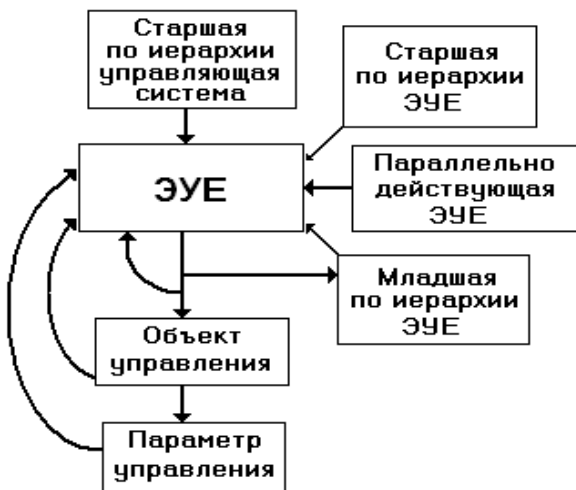 Старшая
по иерархии
управляющая
система
Старшая
по иерархии
ЭУЕ
ЭУЕ
Параллельно
действующая
ЭУЕ
Младшая
по иерархии
ЭУЕ
Объект
управления
Параметр
управления